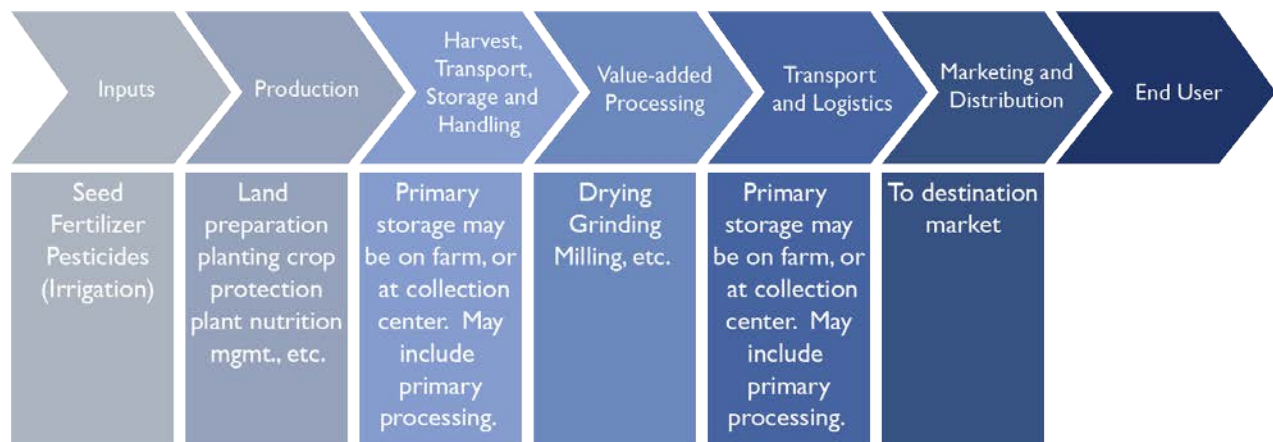 Inputs
Production
Harvest,
Transport,
Storage and
Handling
Value-added
Processing
Transport
and Logistics
Marketing and
Distribution
End User
Seed
Fertilizer
Pesticides
(Irrigation)
Land
preparation
planting crop
protection
plant nutrition
mgmt., etc.
Primary
storage may
be on farm, or
at collection
center. May
include
primary
processing.
Drying
Grinding
Milling, etc.
Primary
storage may
be on farm, or
at collection
center. May
include
primary
processing.
To destination
market